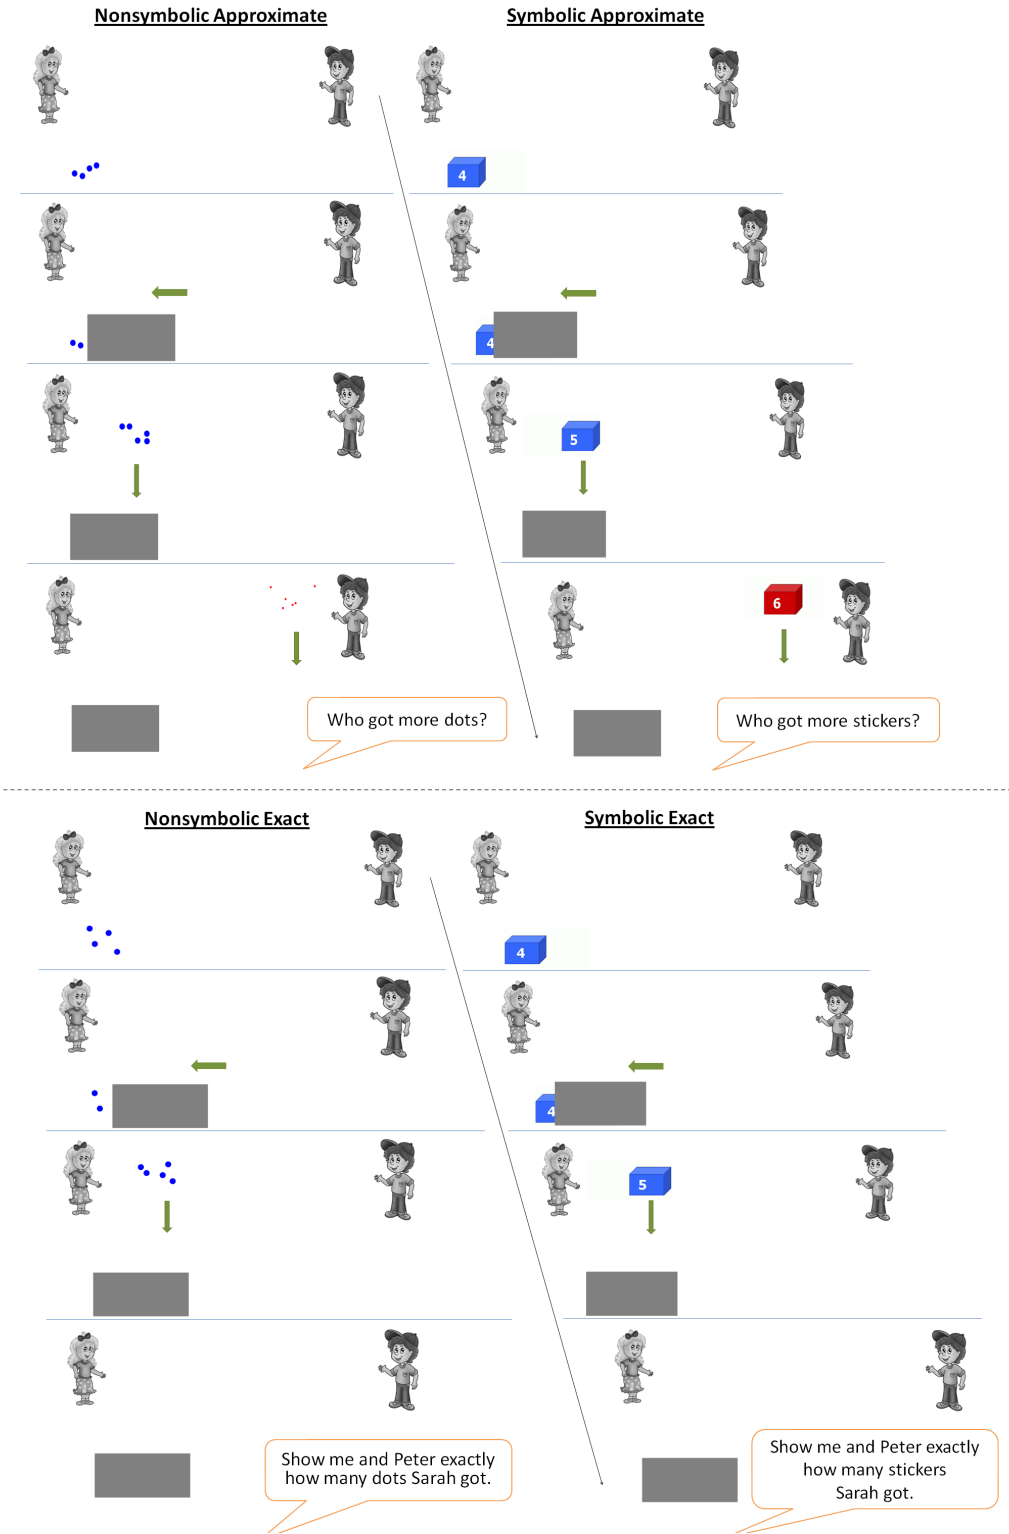 Nonsymbolic Approximate
Symbolic Approximate
4
4
5
6
Who got more dots?
Who got more stickers?
Nonsymbolic Exact
Symbolic Exact
4
4
5
Show me and Peter exactly
how many dots Sarah got.
Show me and Peter exactly
how many stickers
Sarah got.